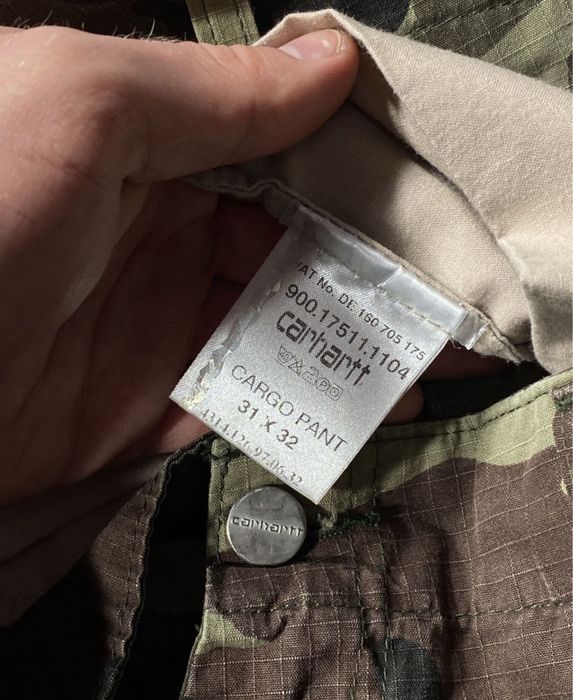 VAT No. DE 160 705 175
900.17511.1104
carhartt
CARGO PANT
31 X 32
carhartt